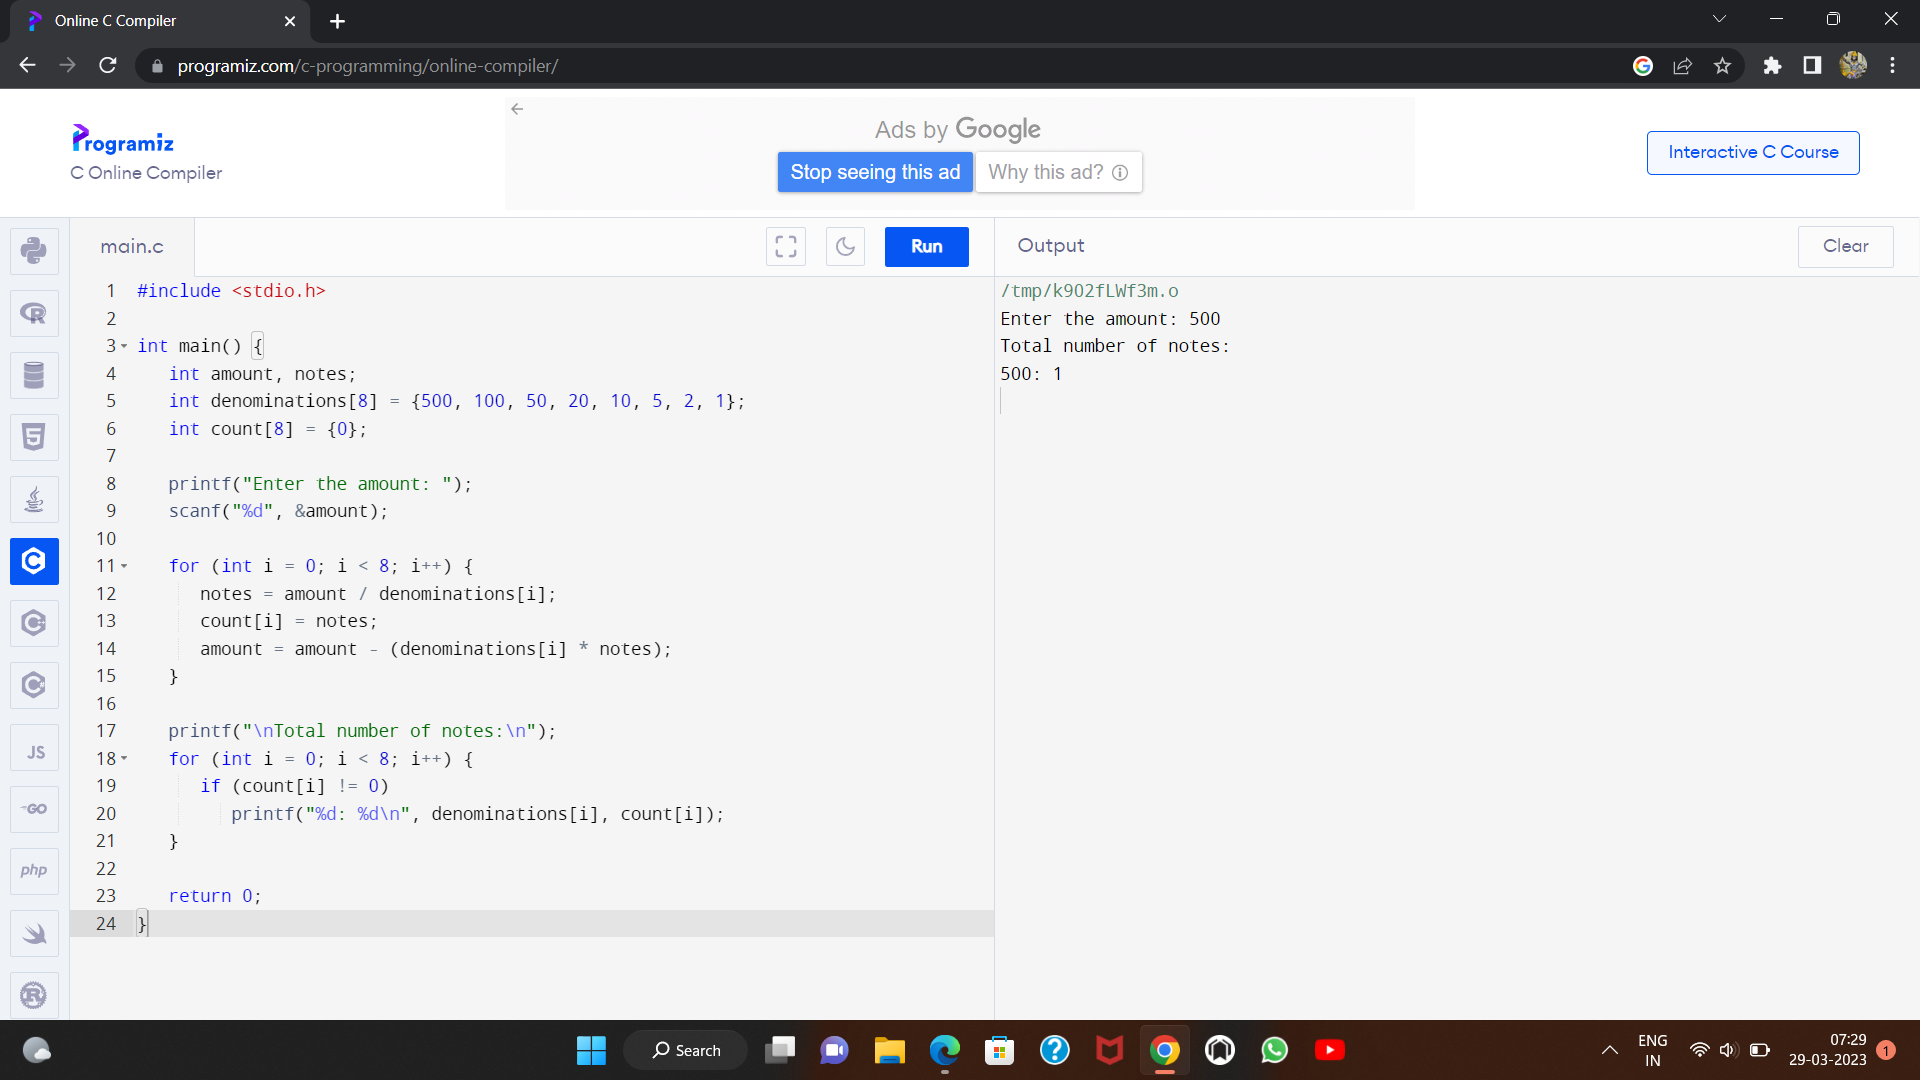 Online C Compiler
programiz.com/c-programming/online-compiler/
Programiz
C Online Compiler
Ads by Google
Stop seeing this ad
Why this ad?
Interactive C Course
main.c
Run
Output
Clear
1 #include <stdio.h>
2
3 int main() {
4 int amount, notes;
5 int denominations[8] = {500, 100, 50, 20, 10, 5, 2, 1};
6 int count[8] = {0};
7
8 printf("Enter the amount: ");
9 scanf("%d", &amount);
10
11 for (int i = 0; i < 8; i++) {
12 notes = amount / denominations[i];
13 count[i] = notes;
14 amount = amount - (denominations[i] * notes);
15 }
16
17 printf("\nTotal number of notes:\n");
18 for (int i = 0; i < 8; i++) {
19 if (count[i] != 0)
20 printf("%d: %d\n", denominations[i], count[i]);
21 }
22
23 return 0;
24 }
/tmp/k902fLWf3m.o
Enter the amount: 500
Total number of notes:
500: 1
R
5
C
C
C
JS
GO
php
R
Search
ENG
IN
07:29
29-03-2023
1